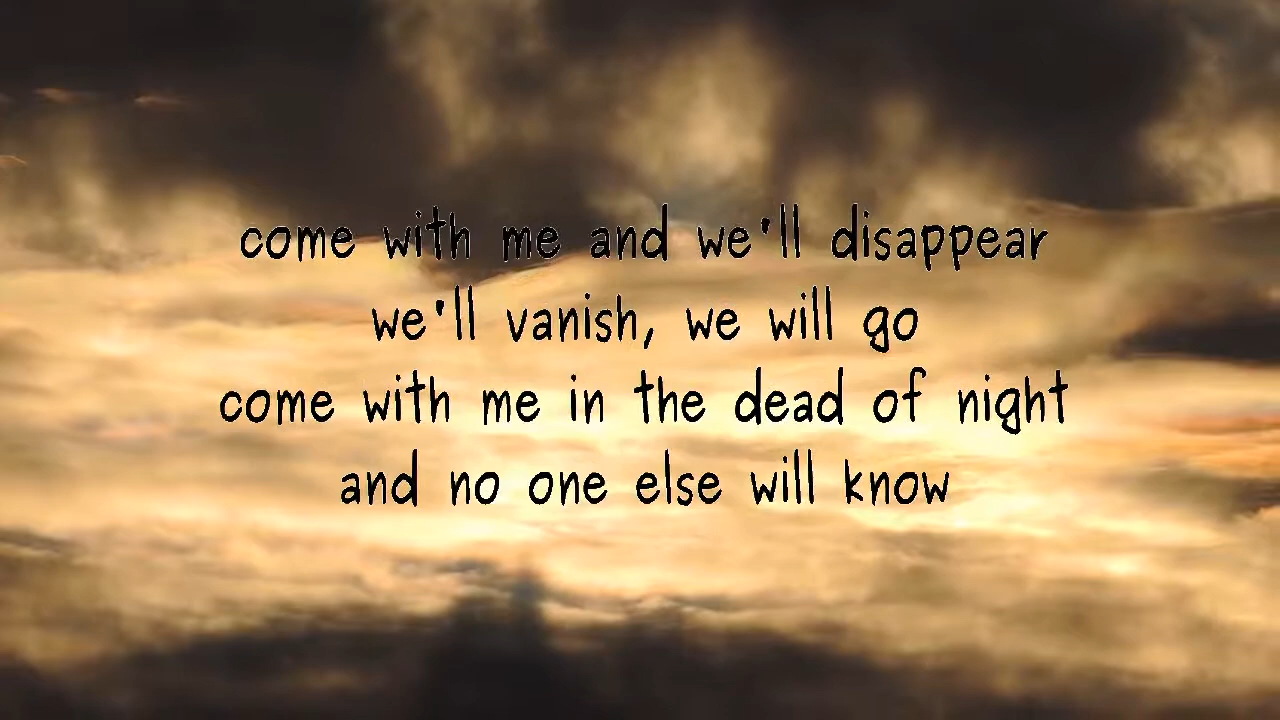 come with me and we'll disappear
we'll vanish, we will go
come with me in the dead of night
and no one else will know